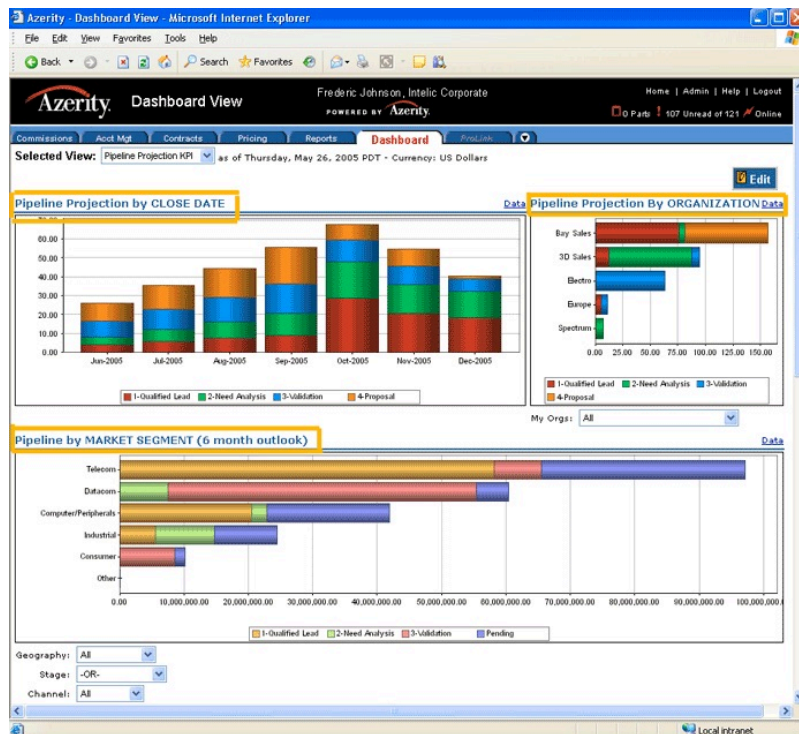 Azerity - Dashboard View - Microsoft Internet Explorer
File Edit View Favorites Tools Help
Back Search Favorites
Azerity. Dashboard View
Frederic Johnson, Intelic Corporate
POWERED BY Azerity.
Home | Admin | Help | Logout
0 Parts 107 Unread of 121 Online
Commissions Acct Mgt Contracts Pricing Reports Dashboard ProLink
Selected View: Pipeline Projection KPI as of Thursday, May 26, 2005 PDT - Currency: US Dollars
Edit
Pipeline Projection by CLOSE DATE Data
60.00
50.00
40.00
30.00
20.00
10.00
0.00
Jun-2005 Jul-2005 Aug-2005 Sep-2005 Oct-2005 Nov-2005 Dec-2005
1-Qualified Lead 2-Need Analysis 3-Validation 4-Proposal
Pipeline Projection By ORGANIZATION Data
Bay Sales
3D Sales
Electro
Europe
Spectrum
0.00 25.00 50.00 75.00 100.00 125.00 150.00
1-Qualified Lead 2-Need Analysis 3-Validation
4-Proposal
My Orgs: All
Pipeline by MARKET SEGMENT (6 month outlook) Data
Telecom
Datacom
Computer/Peripherals
Industrial
Consumer
Other
0.00 10,000,000.00 20,000,000.00 30,000,000.00 40,000,000.00 50,000,000.00 60,000,000.00 70,000,000.00 80,000,000.00 90,000,000.00 100,000,000.
1-Qualified Lead 2-Need Analysis 3-Validation Pending
Geography: All
Stage: -OR-
Channel: All
Local intranet